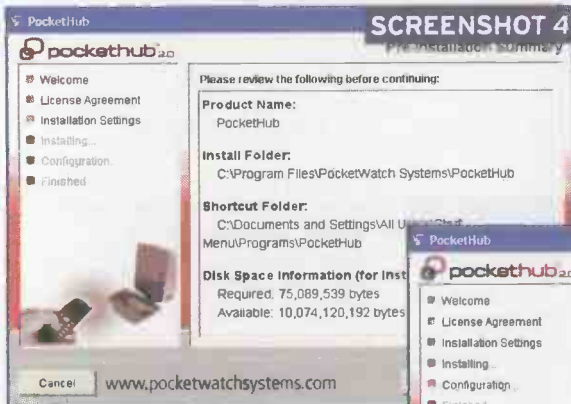 PocketHub
SCREENSHOT 4
pockethub 2.0
Pre Installation Summary
Welcome
License Agreement
Installation Settings
Installing...
Configuration...
Finished
Please review the following before continuing:
Product Name:
PocketHub
Install Folder:
C:\Program Files\PocketWatch Systems\PocketHub
Shortcut Folder:
C:\Documents and Settings\All
Menu\Programs\PocketHub
Disk Space Information (for Inst
Required: 75,089,539 bytes
Available: 10,074,120,192 bytes
Cancel
www.pocketwatchsystems.com
PocketHub
pockethub 2.0
Welcome
License Agreement
Installation Settings
Installing...
Configuration...